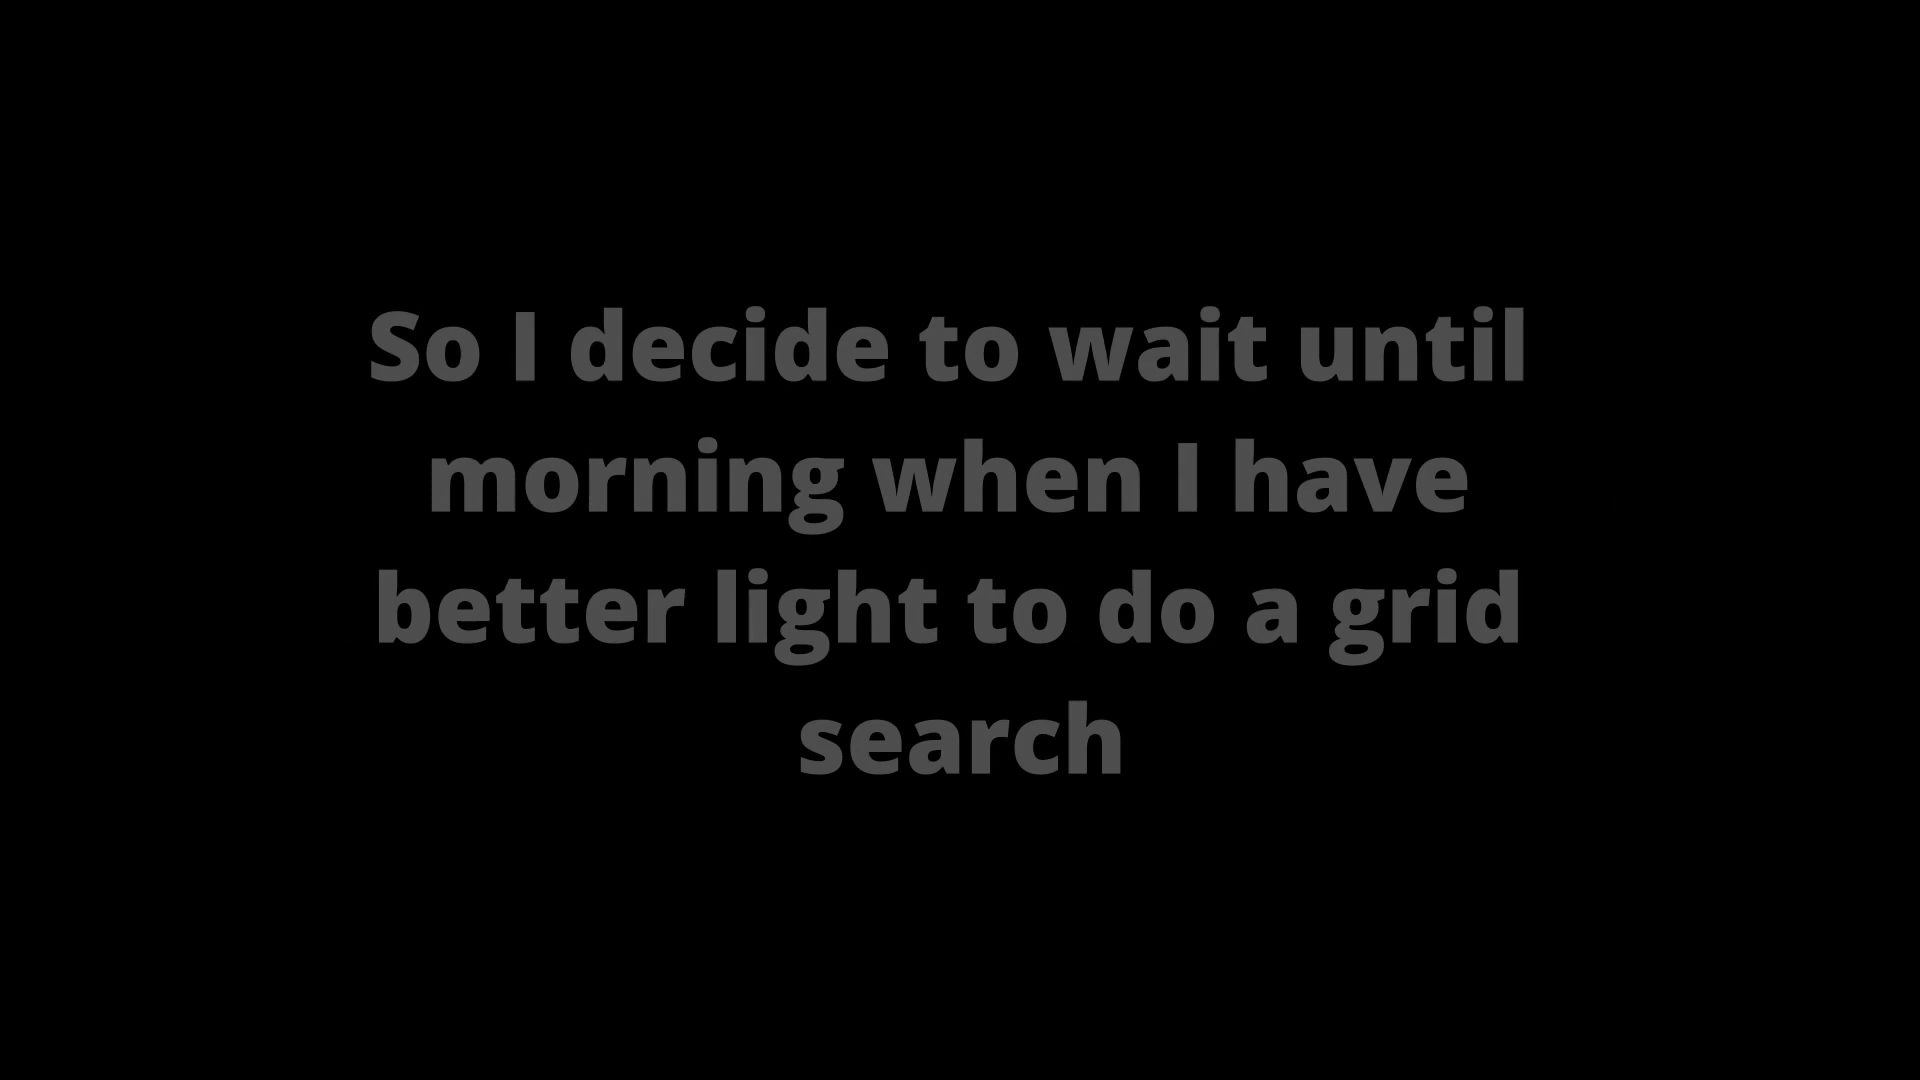 So I decide to wait until
morning when I have
better light to do a grid
search